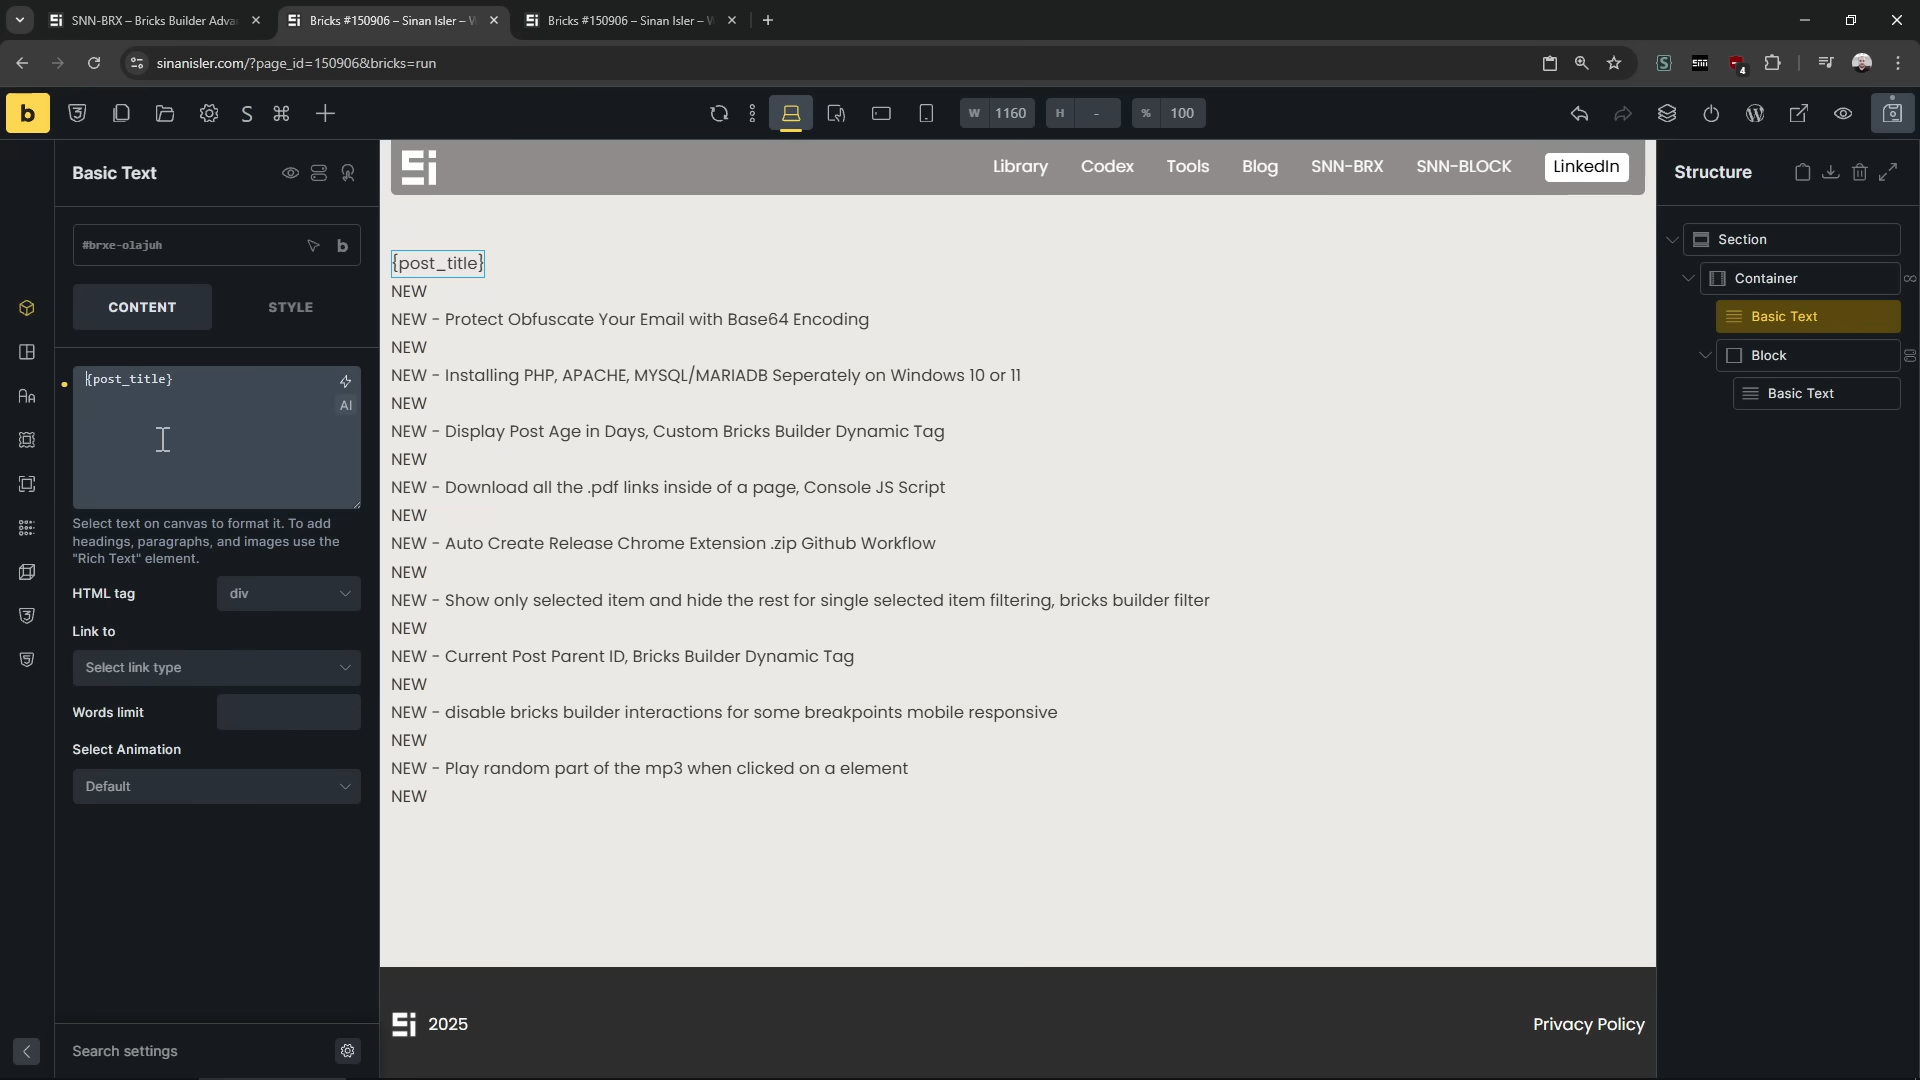 SNN-BRX – Bricks Builder Adva
Bricks #150906 – Sinan Isler – W
Bricks #150906 – Sinan Isler – W
sinanisler.com/?page_id=150906&bricks=run
4
b
S
W 1160
H -
% 100
Basic Text
#brxe-olajuh
b
CONTENT
STYLE
{post_title}
AI
Select text on canvas to format it. To add
headings, paragraphs, and images use the
"Rich Text" element.
HTML tag
div
Link to
Select link type
Words limit
Select Animation
Default
Search settings
Si
Library
Codex
Tools
Blog
SNN-BRX
SNN-BLOCK
LinkedIn
{post_title}
NEW
NEW - Protect Obfuscate Your Email with Base64 Encoding
NEW
NEW - Installing PHP, APACHE, MYSQL/MARIADB Seperately on Windows 10 or 11
NEW
NEW - Display Post Age in Days, Custom Bricks Builder Dynamic Tag
NEW
NEW - Download all the .pdf links inside of a page, Console JS Script
NEW
NEW - Auto Create Release Chrome Extension .zip Github Workflow
NEW
NEW - Show only selected item and hide the rest for single selected item filtering, bricks builder filter
NEW
NEW - Current Post Parent ID, Bricks Builder Dynamic Tag
NEW
NEW - disable bricks builder interactions for some breakpoints mobile responsive
NEW
NEW - Play random part of the mp3 when clicked on a element
NEW
Si 2025
Privacy Policy
Structure
Section
Container
Basic Text
Block
Basic Text